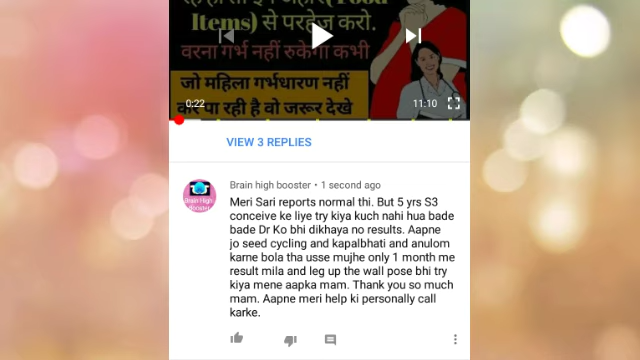 Items) से परहेज करो.
वरना गर्भ नहीं रुकेगा कभी
जो महिला गर्भधारण नहीं
पा रही है वो जरूर देखे
0:22
11:10
VIEW 3 REPLIES
Brain high booster • 1 second ago
Meri Sari reports normal thi. But 5 yrs S3
conceive ke liye try kiya kuch nahi hua bade
bade Dr Ko bhi dikhaya no results. Aapne
jo seed cycling and kapalbhati and anulom
karne bola tha usse mujhe only 1 month me
result mila and leg up the wall pose bhi try
kiya mene aapka mam. Thank you so much
mam. Aapne meri help ki personally call
karke.
Brain High
Booster